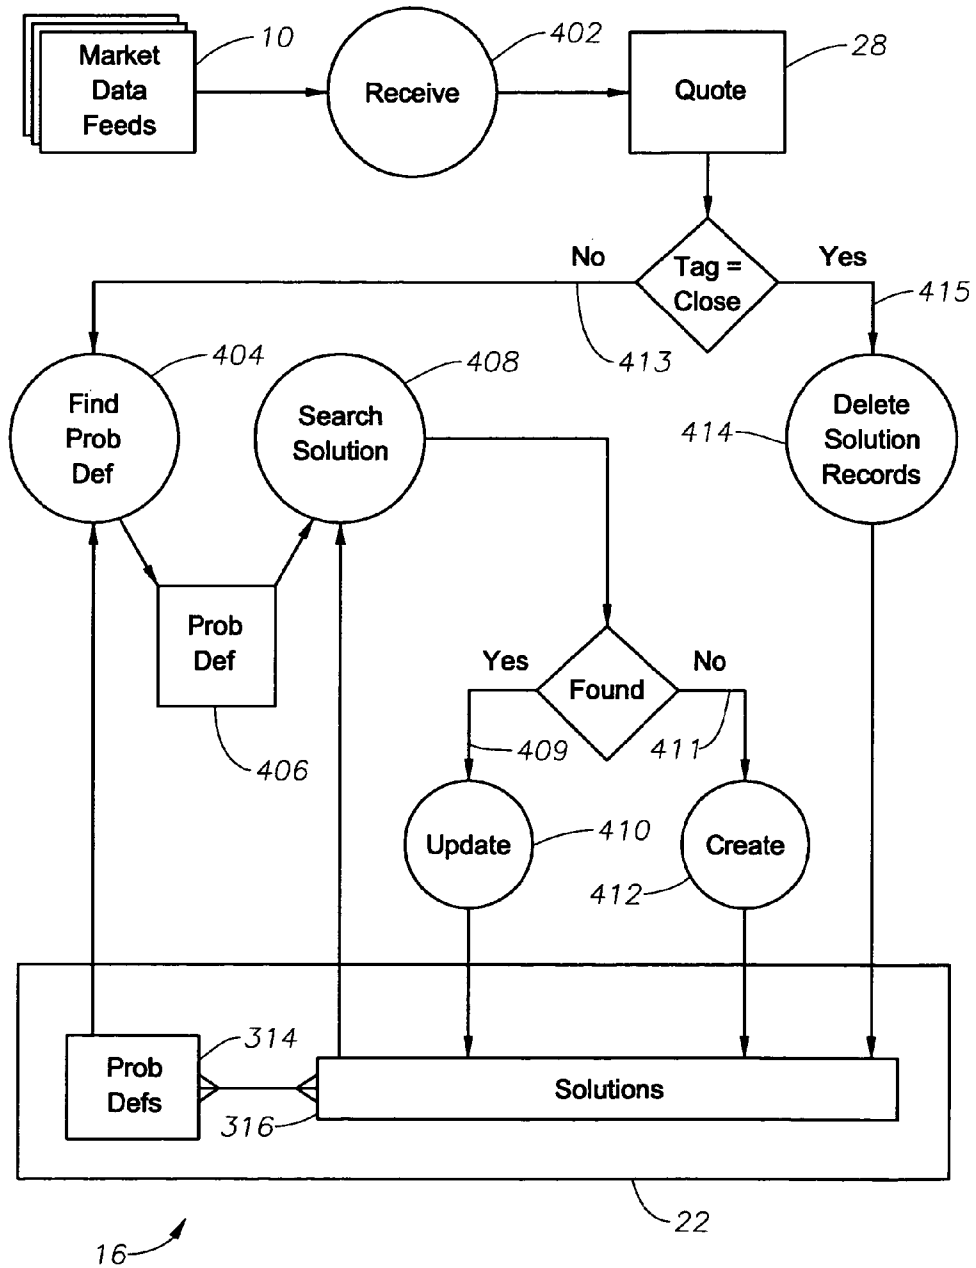 Market
Data
Feeds
10
Receive
402
Quote
28
No
Tag =
Close
Yes
413
415
Find
Prob
Def
404
Search
Solution
408
Delete
Solution
Records
414
Prob
Def
406
Yes
Found
No
409
411
Update
410
Create
412
Prob
Defs
314
Solutions
316
22
16